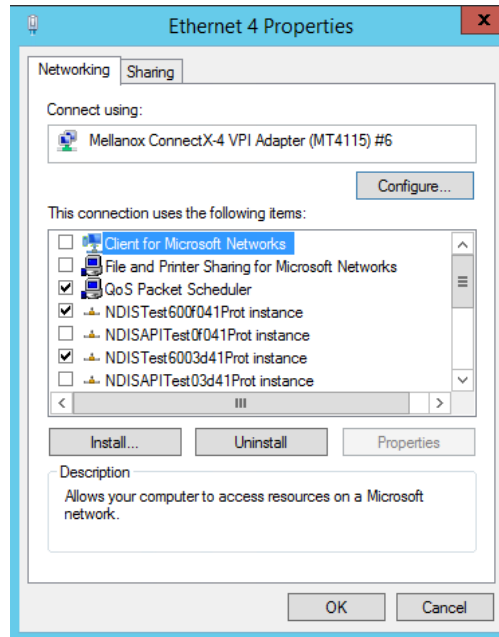 Ethernet 4 Properties
x
Networking Sharing
Connect using:
Mellanox ConnectX-4 VPI Adapter (MT4115) #6
Configure...
This connection uses the following items:
Client for Microsoft Networks
File and Printer Sharing for Microsoft Networks
QoS Packet Scheduler
NDISTest600f041Prot instance
NDISAPITest0f041Prot instance
NDISTest6003d41Prot instance
NDISAPITest03d41Prot instance
Install... Uninstall Properties
Description
Allows your computer to access resources on a Microsoft
network.
OK Cancel